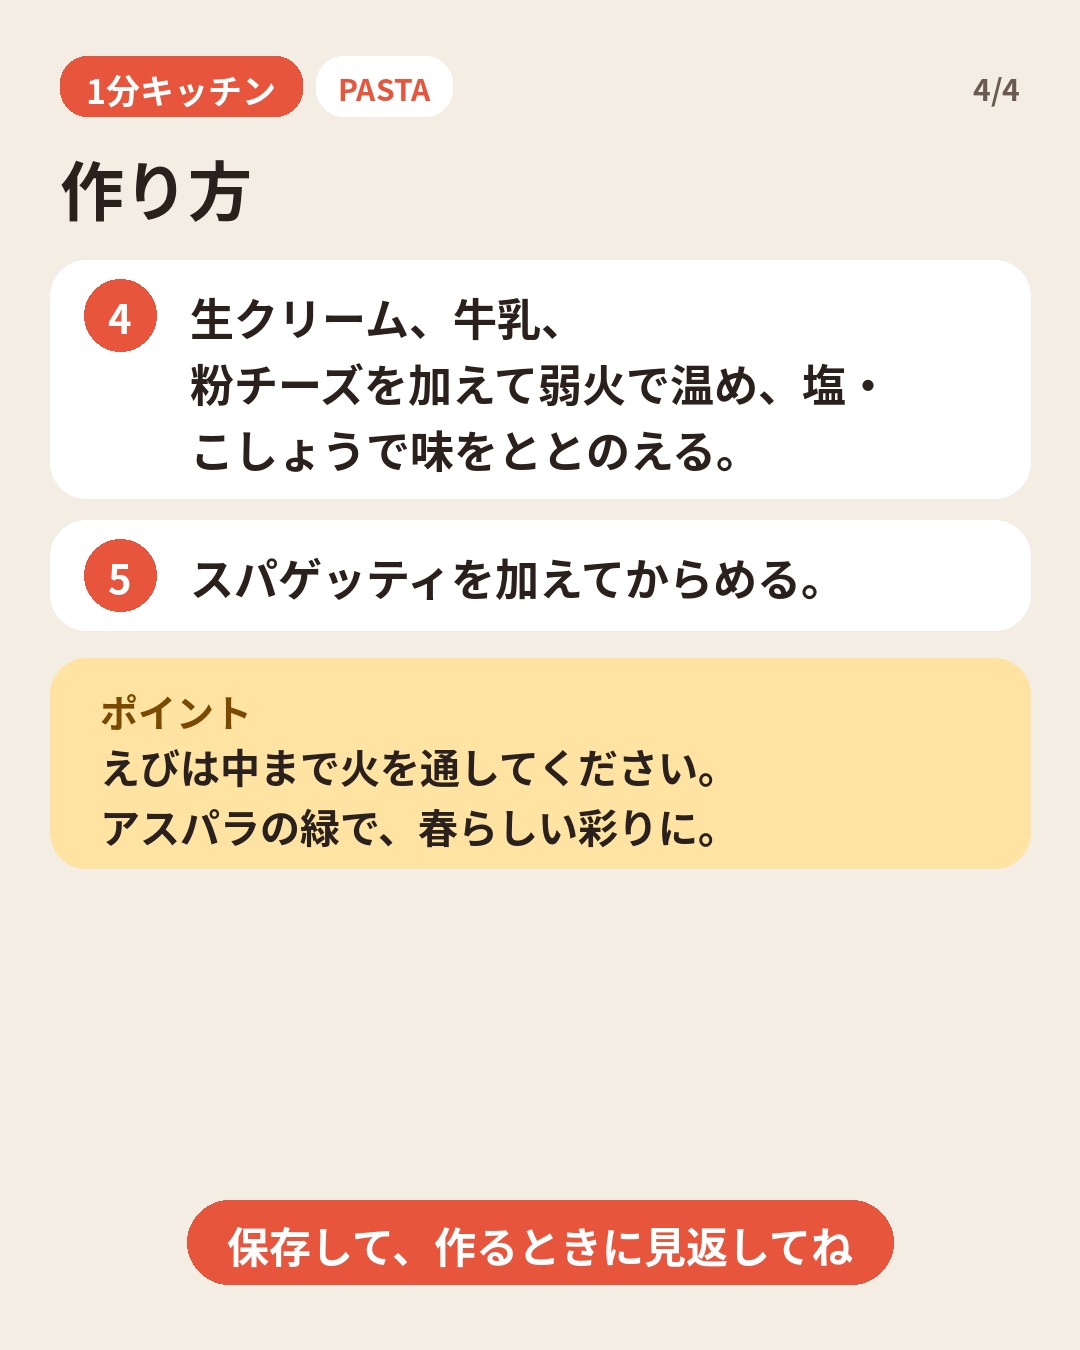 1分キッチン PASTA 4/4
作り方
4 生クリーム、牛乳、
粉チーズを加えて弱火で温め、塩・
こしょうで味をととのえる。
5 スパゲッティを加えてからめる。
ポイント
えびは中まで火を通してください。
アスパラの緑で、春らしい彩りに。
保存して、作るときに見返してね